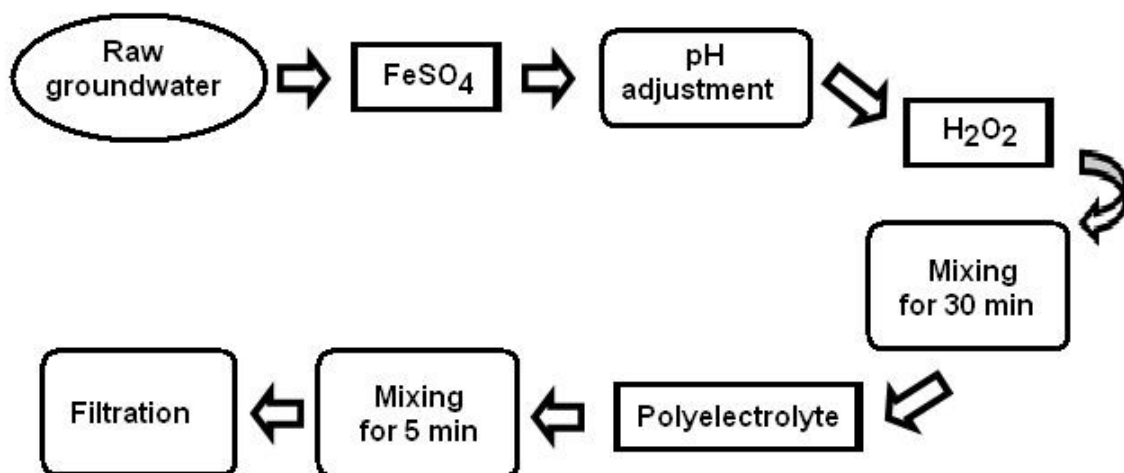 Raw
groundwater
FeSO4
pH
adjustment
H2O2
Mixing
for 30 min
Polyelectrolyte
Mixing
for 5 min
Filtration